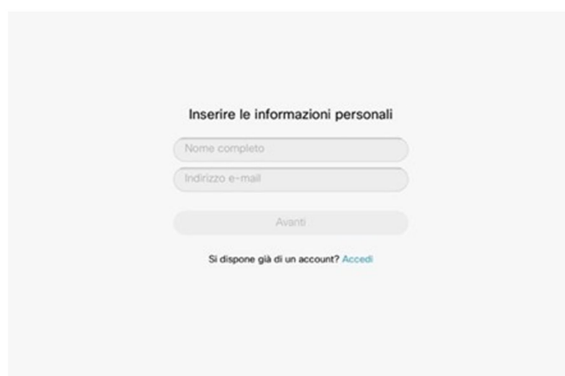 Inserire le informazioni personali
Nome completo
Indirizzo e-mail
Avanti
Si dispone già di un account? Accedi